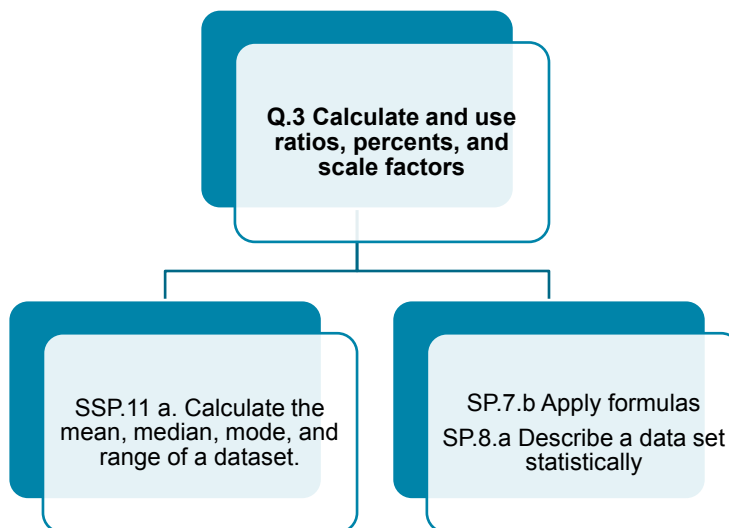 Q.3 Calculate and use
ratios, percents, and
scale factors
SSP.11 a. Calculate the
mean, median, mode, and
range of a dataset.
SP.7.b Apply formulas
SP.8.a Describe a data set
statistically